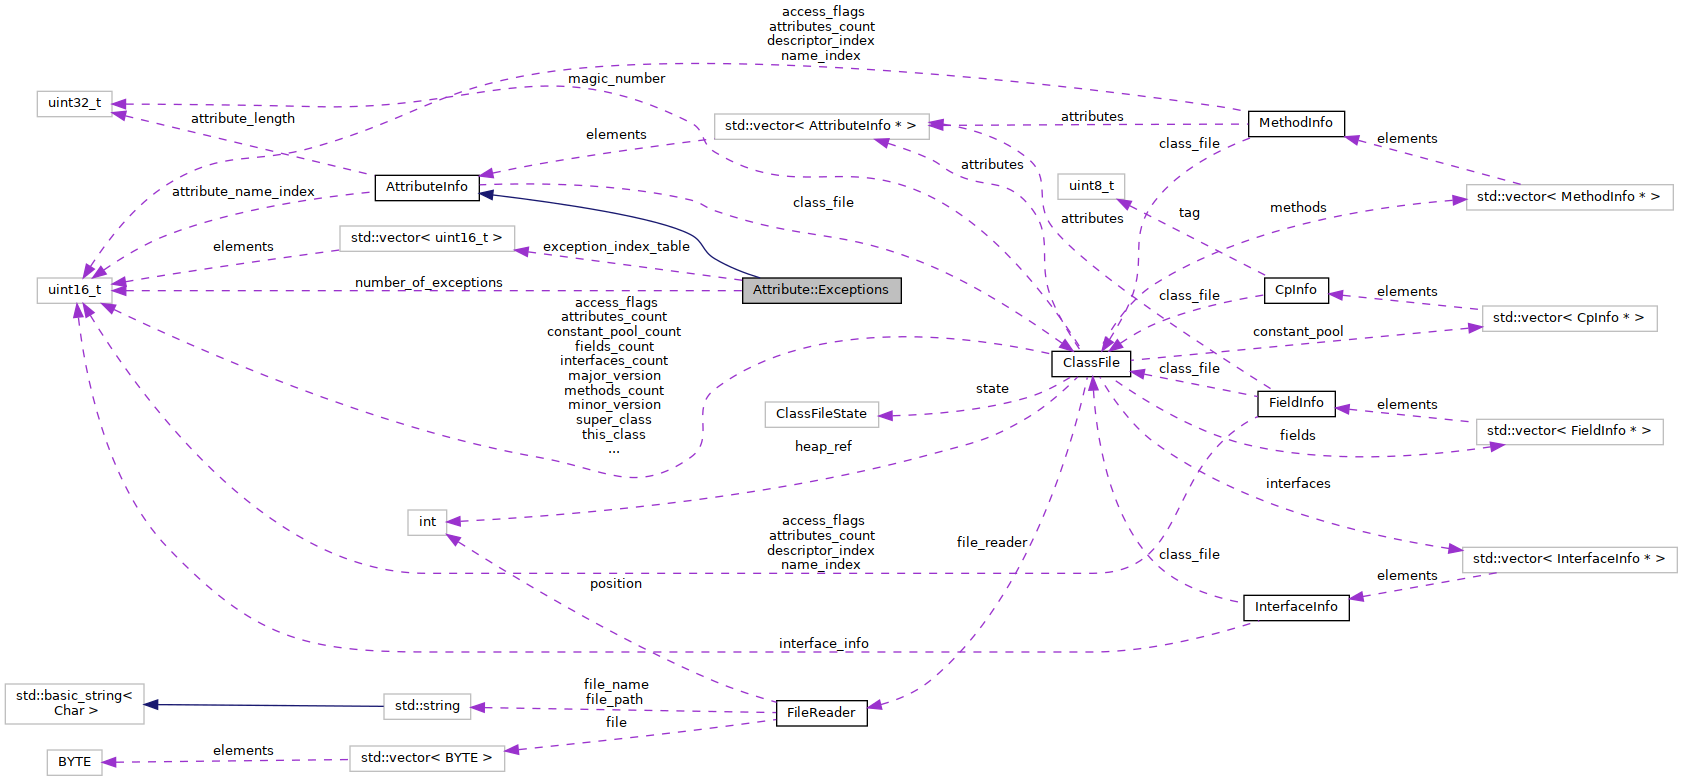 access_flags
attributes_count
descriptor_index
name_index
magic_number
uint32_t
attribute_length
std::vector< AttributeInfo * >
attributes
MethodInfo
elements
elements
class_file
attributes
AttributeInfo
attribute_name_index
class_file
uint8_t
tag
attributes
methods
std::vector< MethodInfo * >
std::vector< uint16_t >
elements
exception_index_table
uint16_t
number_of_exceptions
Attribute::Exceptions
class_file
CpInfo
elements
std::vector< CpInfo * >
constant_pool
access_flags
attributes_count
constant_pool_count
fields_count
interfaces_count
major_version
methods_count
minor_version
super_class
this_class
...
ClassFile
class_file
state
ClassFileState
heap_ref
FieldInfo
elements
std::vector< FieldInfo * >
fields
interfaces
int
access_flags
attributes_count
descriptor_index
name_index
file_reader
class_file
std::vector< InterfaceInfo * >
elements
position
InterfaceInfo
interface_info
std::basic_string<
Char >
std::string
file_name
file_path
file
FileReader
BYTE
elements
std::vector< BYTE >